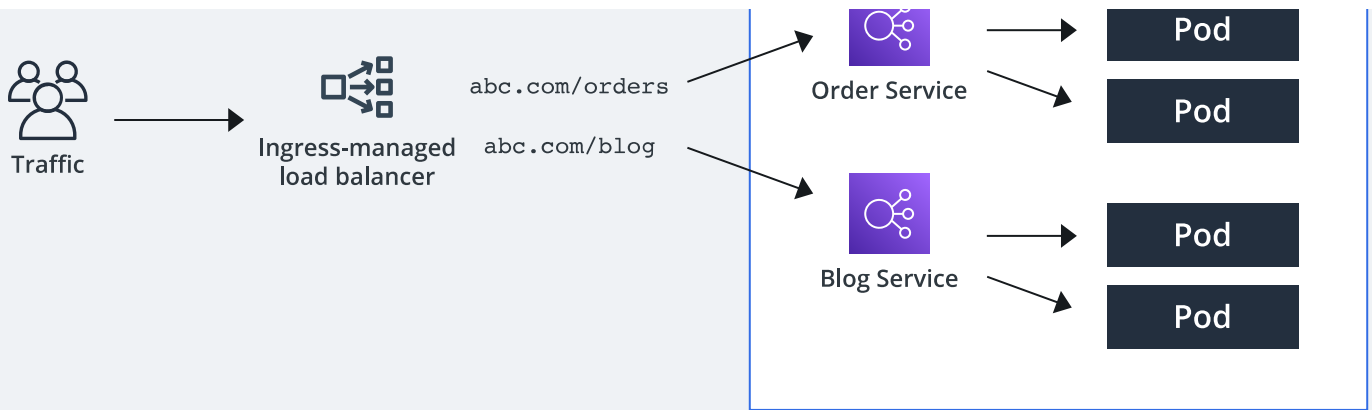 Traffic
Ingress-managed
load balancer
abc.com/orders
abc.com/blog
Order Service
Blog Service
Pod
Pod
Pod
Pod